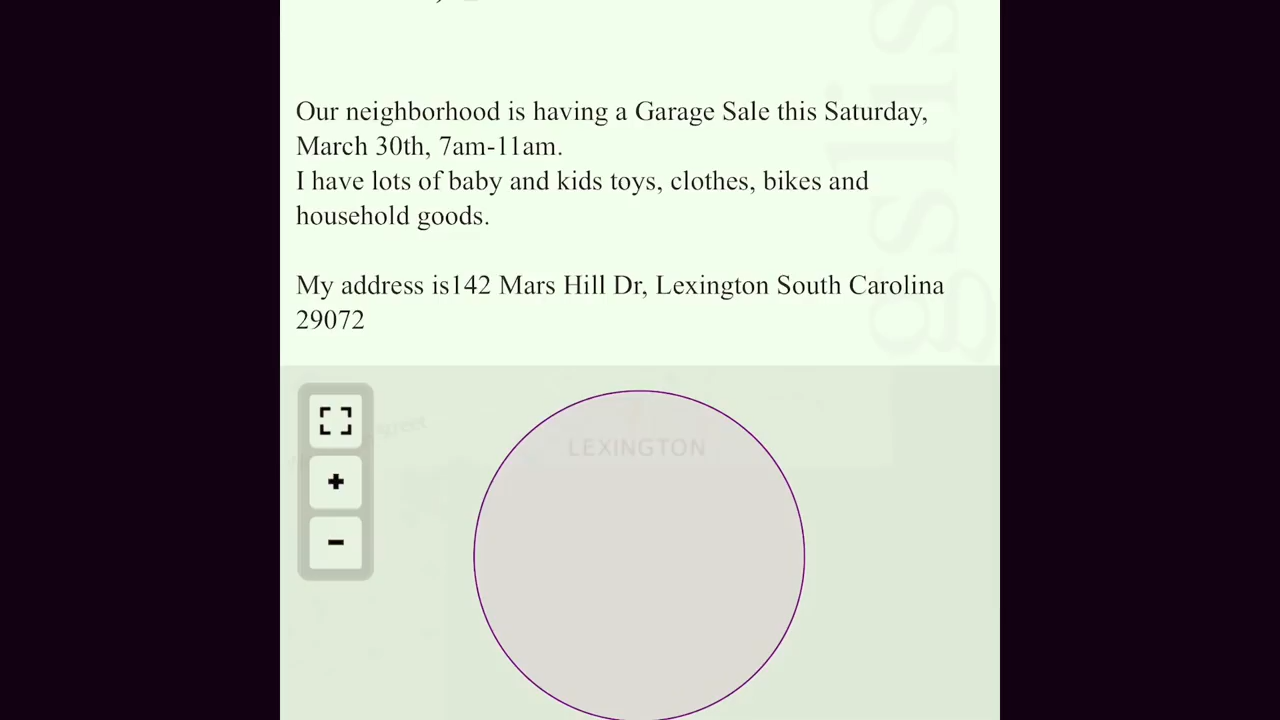 Our neighborhood is having a Garage Sale this Saturday,
March 30th, 7am-11am.
I have lots of baby and kids toys, clothes, bikes and
household goods.
My address is142 Mars Hill Dr, Lexington South Carolina
29072
LEXINGTON
+
-
gslis